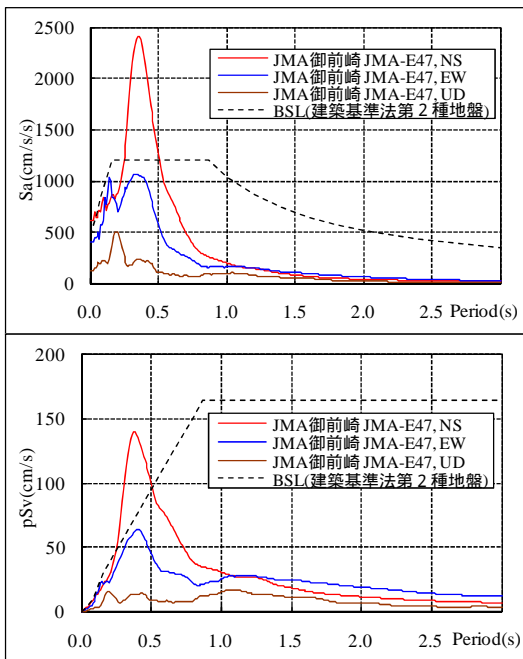 2500
2000
1500
1000
500
0
Sa(cm/s/s)
JMA御前崎 JMA-E47, NS
JMA御前崎 JMA-E47, EW
JMA御前崎 JMA-E47, UD
BSL(建築基準法第２種地盤)
0.0 0.5 1.0 1.5 2.0 2.5 Period(s)
200
150
100
50
0
pSv(cm/s)
JMA御前崎 JMA-E47, NS
JMA御前崎 JMA-E47, EW
JMA御前崎 JMA-E47, UD
BSL(建築基準法第２種地盤)
0.0 0.5 1.0 1.5 2.0 2.5 Period(s)